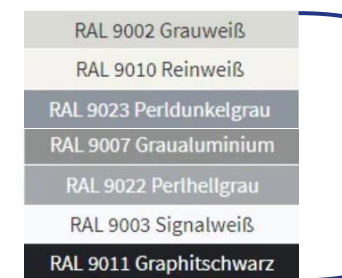 RAL 9002 Grauweiß
RAL 9010 Reinweiß
RAL 9023 Perldunkelgrau
RAL 9007 Graualuminium
RAL 9022 Perlhellgrau
RAL 9003 Signalweiß
RAL 9011 Graphitschwarz